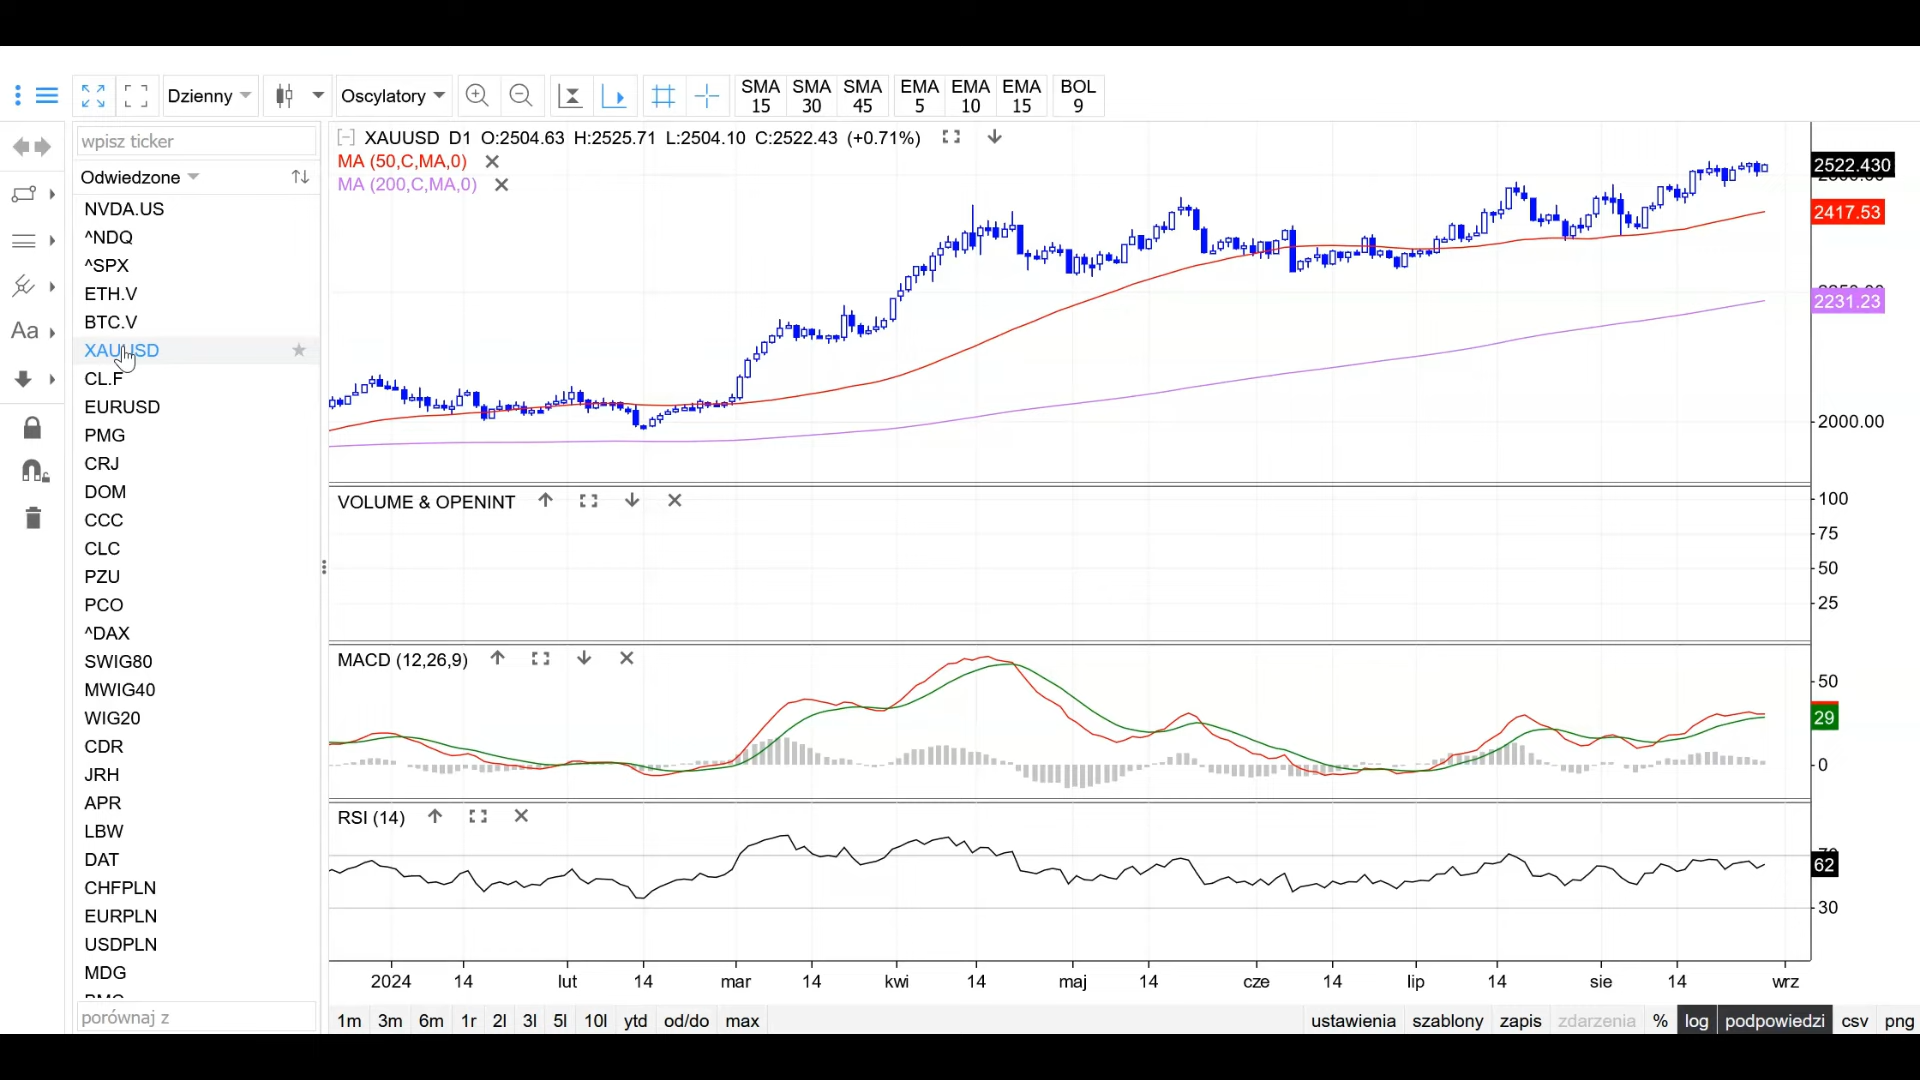 Dzienny Oscylatory SMA 15 SMA 30 SMA 45 EMA 5 EMA 10 EMA 15 BOL 9
wpisz ticker
Odwiedzone
NVDA.US
^NDQ
^SPX
ETH.V
BTC.V
XAUUSD
CL.F
EURUSD
PMG
CRJ
DOM
CCC
CLC
PZU
PCO
^DAX
SWIG80
MWIG40
WIG20
CDR
JRH
APR
LBW
DAT
CHFPLN
EURPLN
USDPLN
MDG
porównaj z
Aa
XAUUSD D1 O:2504.63 H:2525.71 L:2504.10 C:2522.43 (+0.71%)
MA (50,C,MA,0)
MA (200,C,MA,0)
2522.430
2417.53
2231.23
2000.00
VOLUME & OPENINT
100
75
50
25
MACD (12,26,9)
50
29
0
RSI (14)
62
30
2024 14 lut 14 mar 14 kwi 14 maj 14 cze 14 lip 14 sie 14 wrz
1m 3m 6m 1r 2l 3l 5l 10l ytd od/do max ustawienia szablony zapis zdarzenia % log podpowiedzi csv png